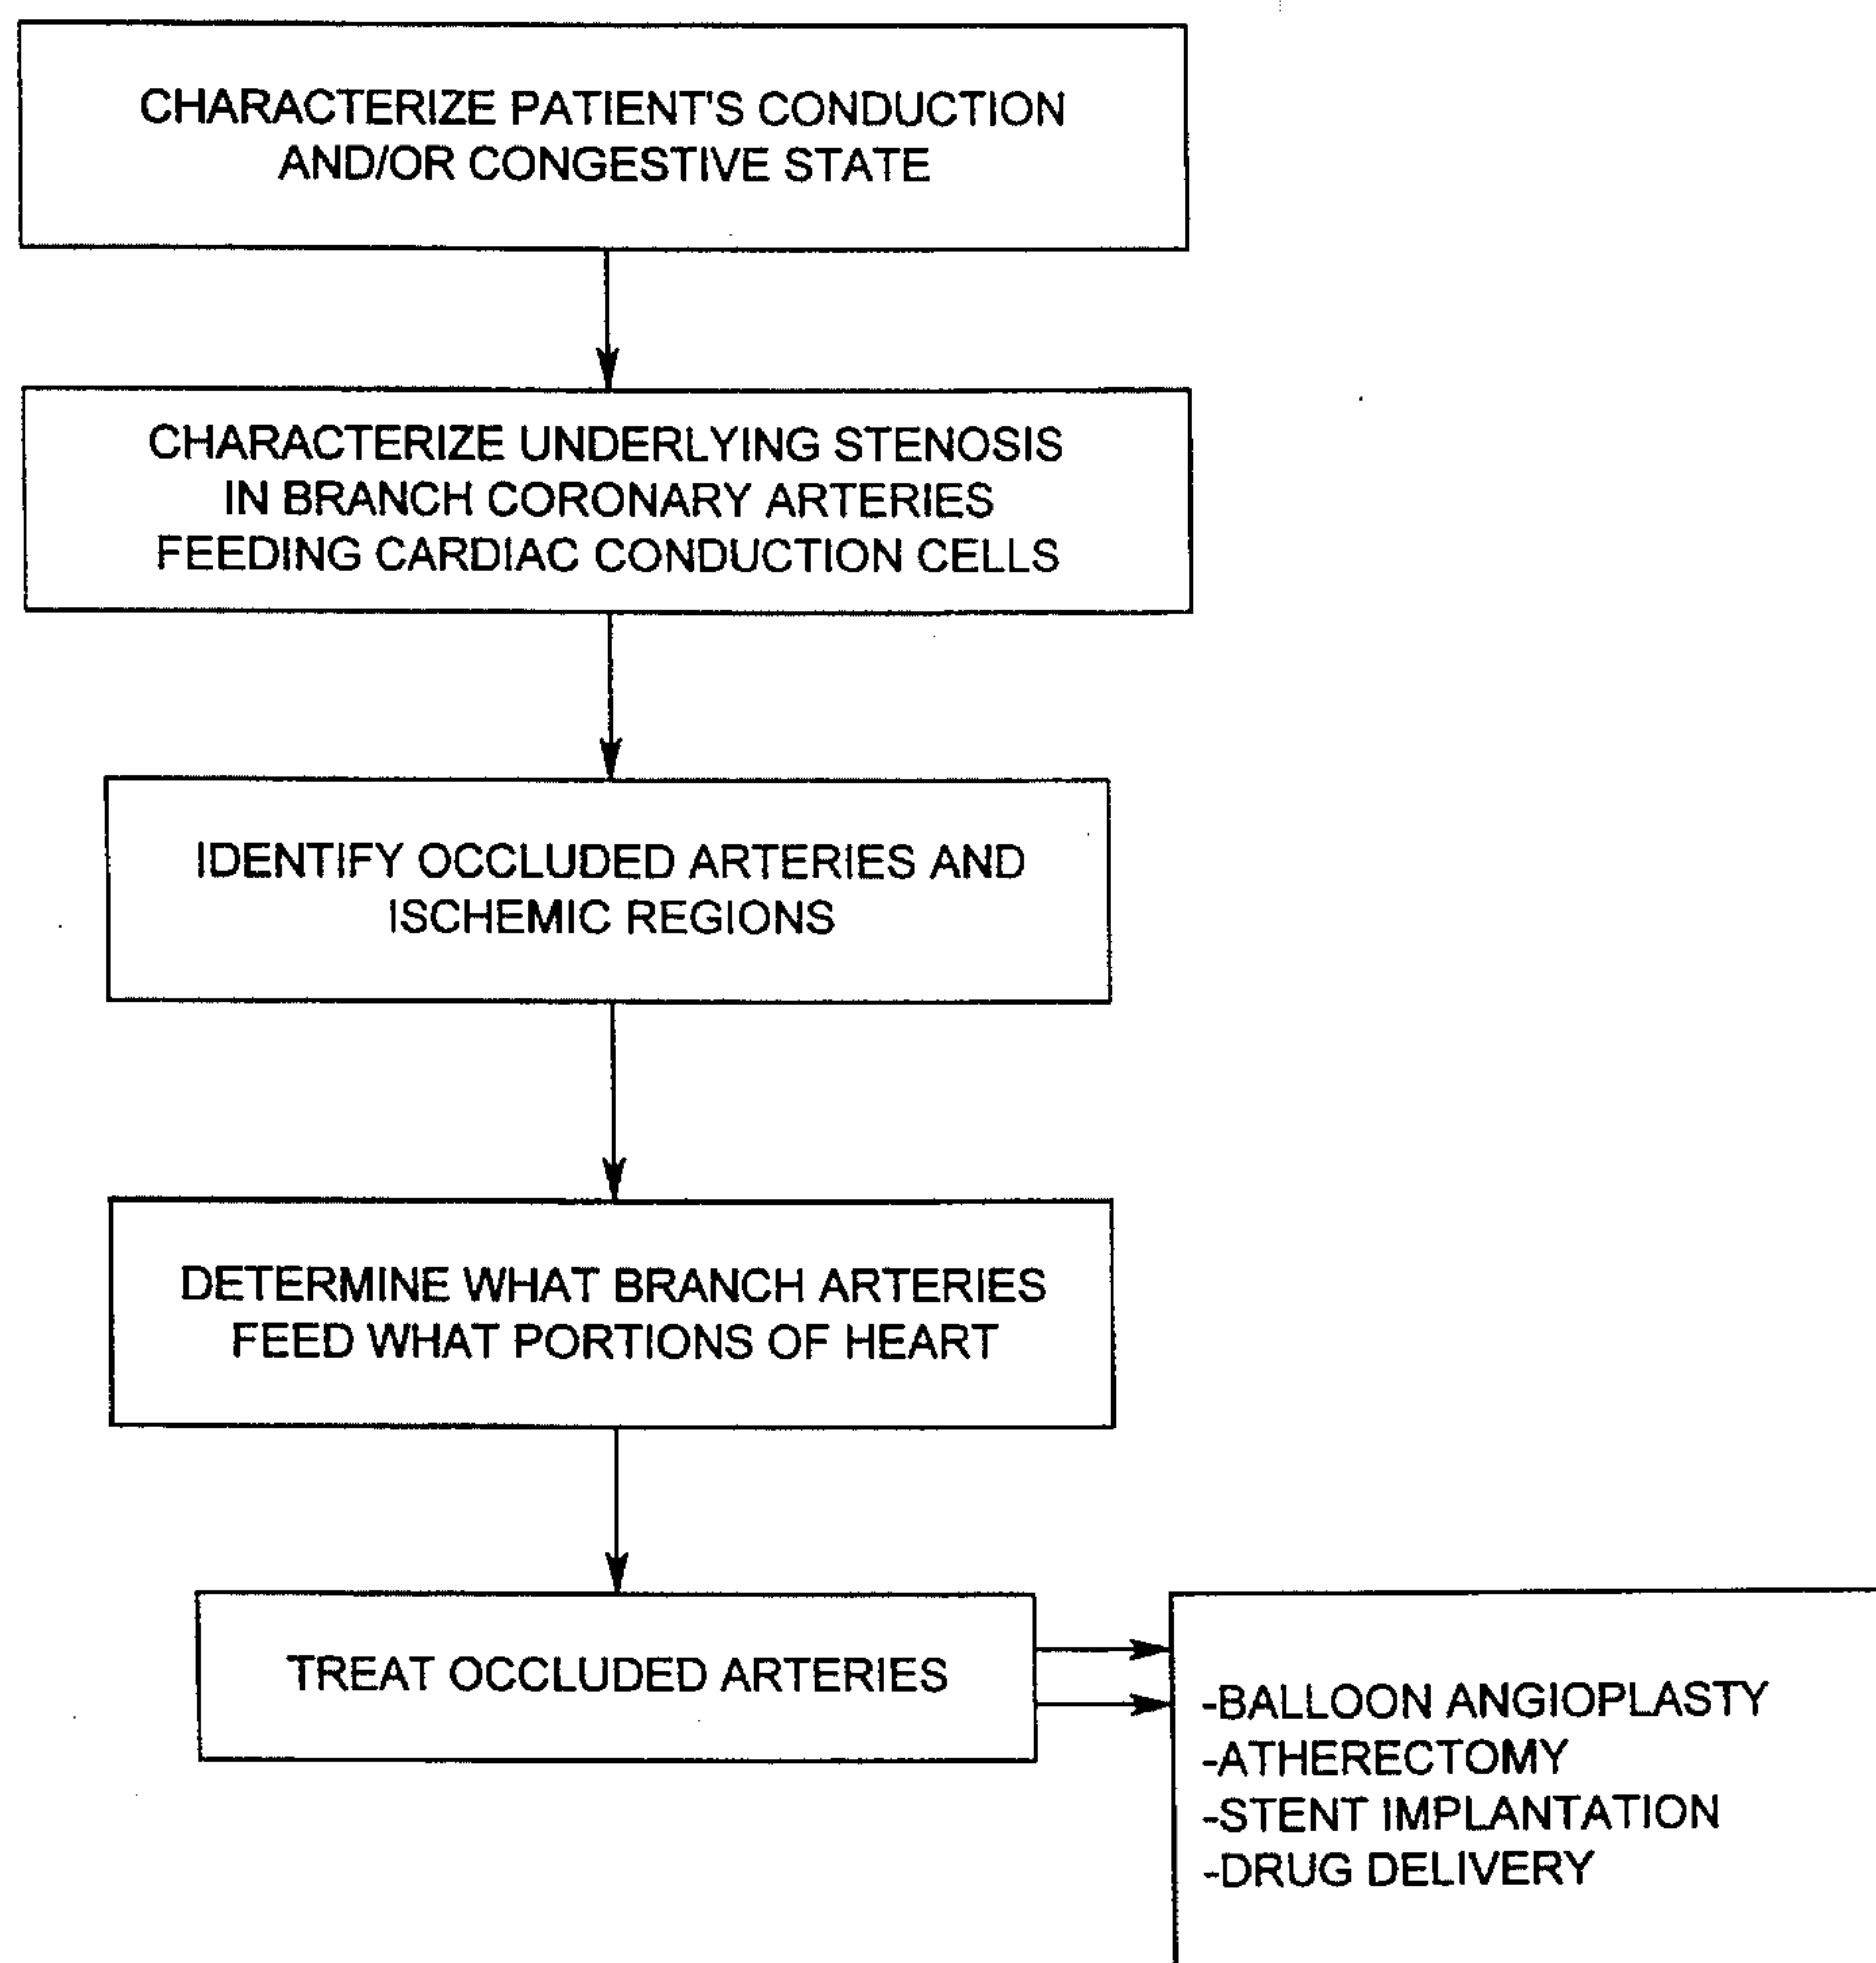 CHARACTERIZE PATIENT'S CONDUCTION
AND/OR CONGESTIVE STATE
CHARACTERIZE UNDERLYING STENOSIS
IN BRANCH CORONARY ARTERIES
FEEDING CARDIAC CONDUCTION CELLS
IDENTIFY OCCLUDED ARTERIES AND
ISCHEMIC REGIONS
DETERMINE WHAT BRANCH ARTERIES
FEED WHAT PORTIONS OF HEART
TREAT OCCLUDED ARTERIES
-BALLOON ANGIOPLASTY
-ATHERECTOMY
-STENT IMPLANTATION
-DRUG DELIVERY